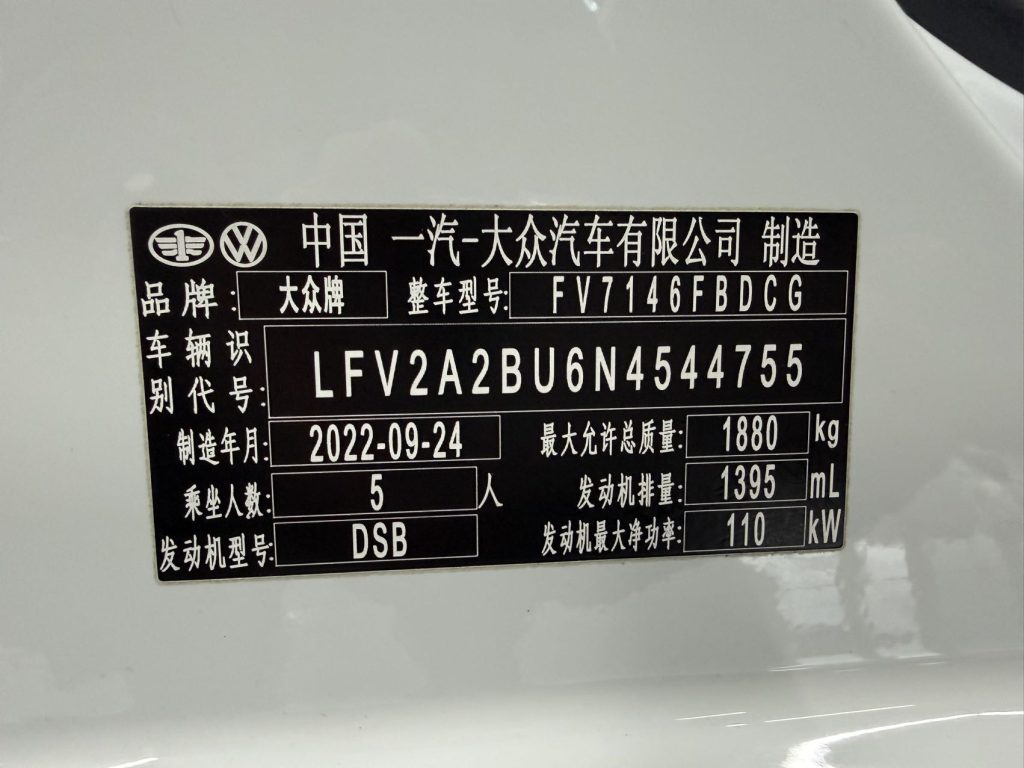 中国 一汽-大众汽车有限公司 制造
品牌: 大众牌 整车型号: FV7146FBDCG
车辆识
别代号: LFV2A2BU6N4544755
制造年月: 2022-09-24 最大允许总质量: 1880 kg
乘坐人数: 5 人 发动机排量: 1395 mL
发动机型号: DSB 发动机最大净功率: 110 kW